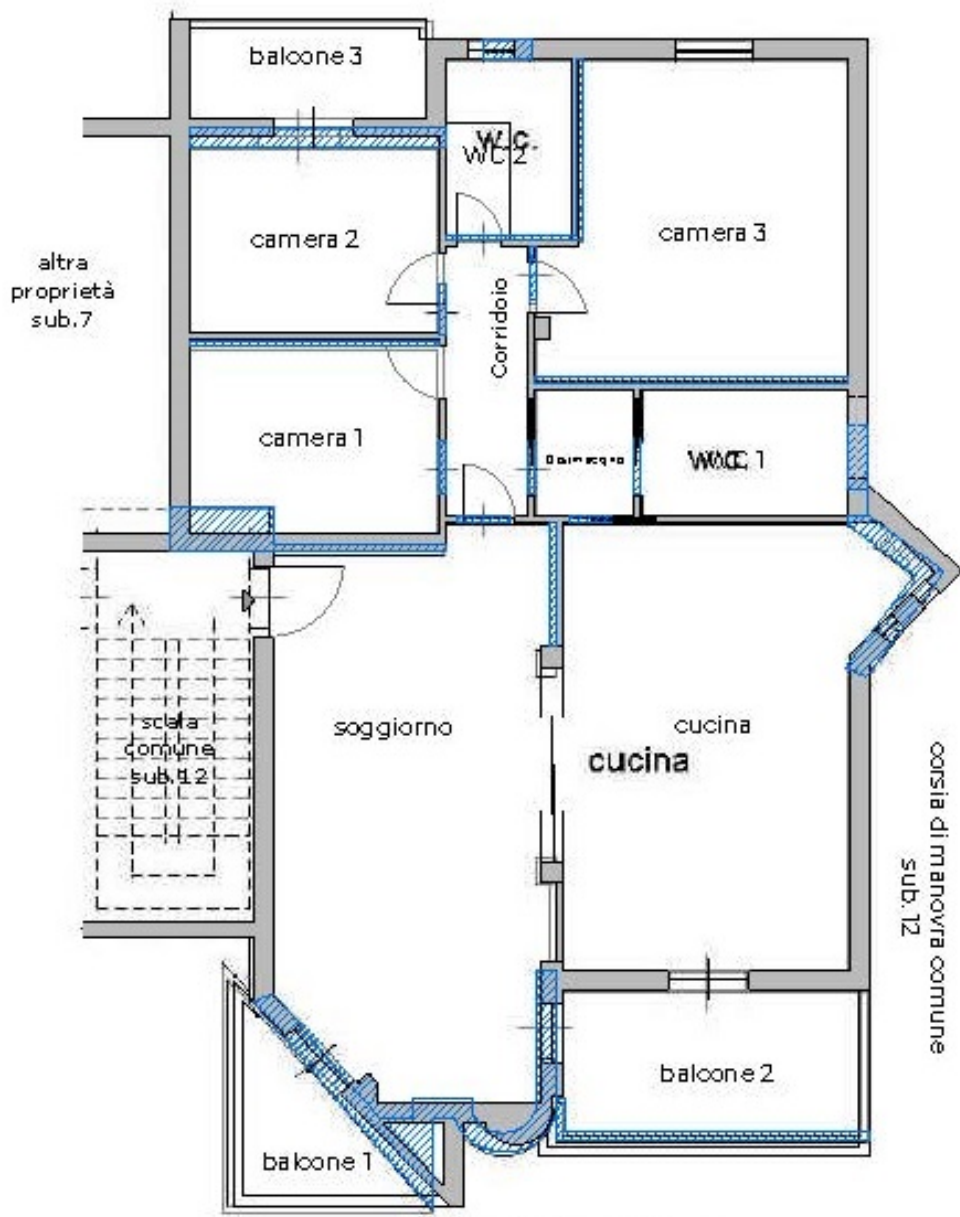 balcone 3
W.C.
WC 2
camera 2
camera 3
altra
proprietà
sub.7
Corridoio
camera 1
W.C.
WC 1
soggiorno
cucina
cucina
scala
comune
sub.12
corsia di manovra comune
sub.12
balcone 2
balcone 1